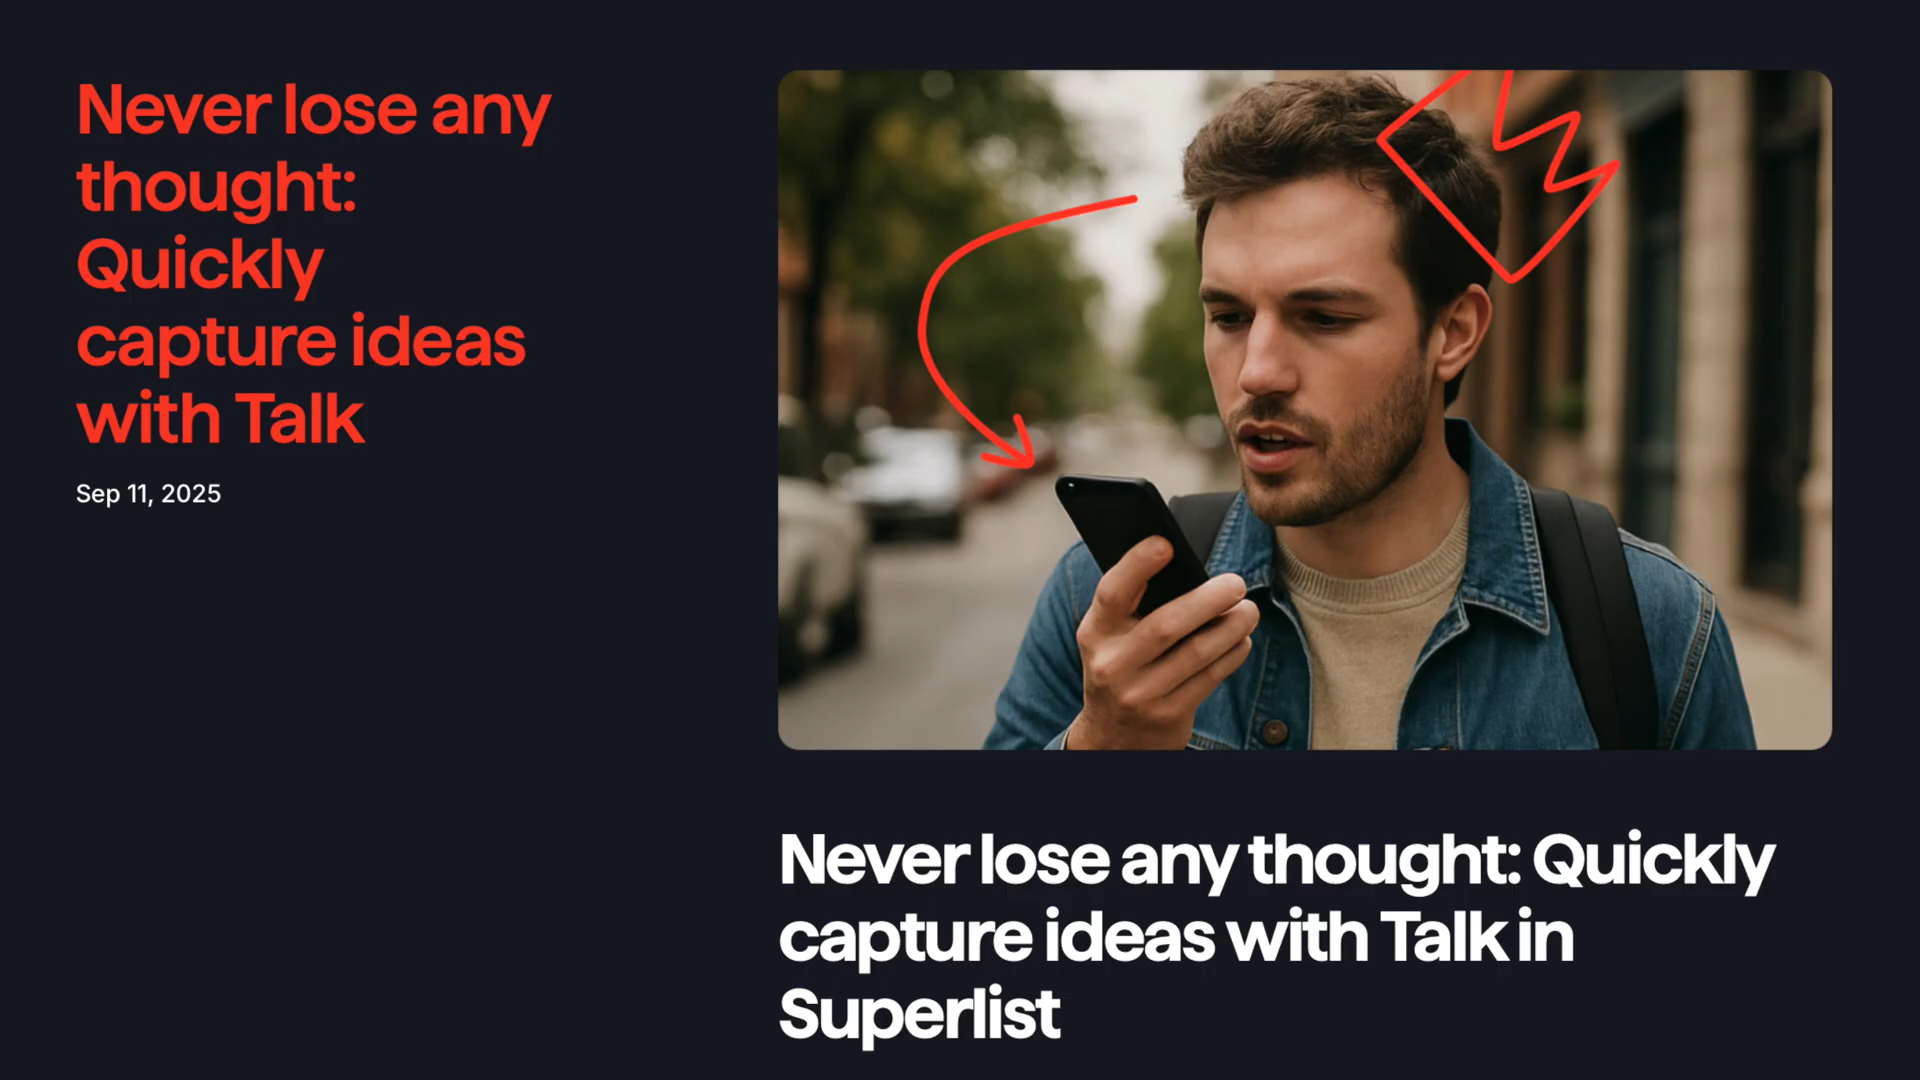 Never lose any
thought:
Quickly
capture ideas
with Talk
Sep 11, 2025
Never lose any thought: Quickly
capture ideas with Talk in
Superlist